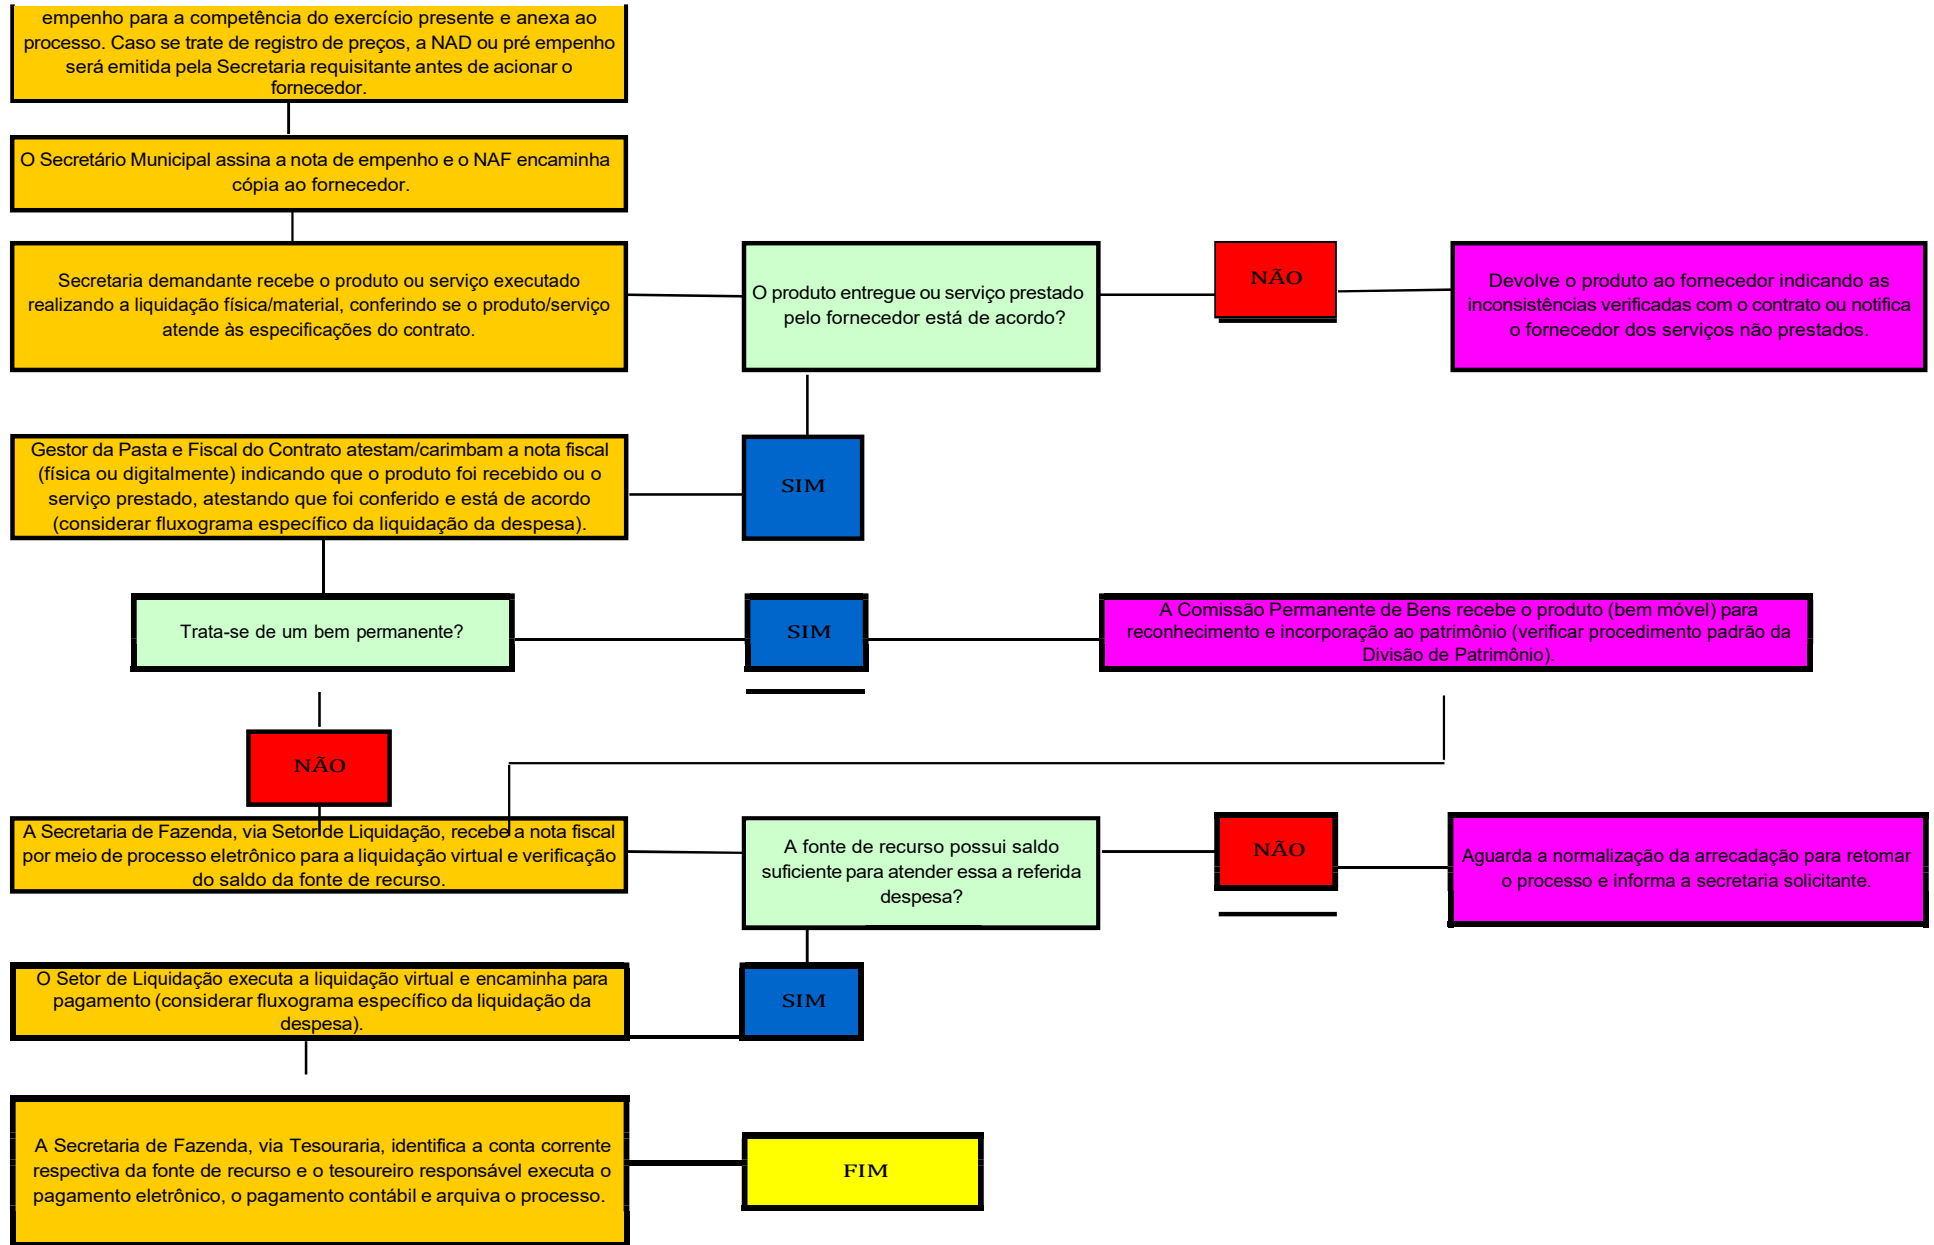 empenho para a competência do exercício presente e anexa ao
processo. Caso se trate de registro de preços, a NAD ou pré empenho
será emitida pela Secretaria requisitante antes de acionar o
fornecedor.
O Secretário Municipal assina a nota de empenho e o NAF encaminha
cópia ao fornecedor.
Secretaria demandante recebe o produto ou serviço executado
realizando a liquidação física/material, conferindo se o produto/serviço
atende às especificações do contrato.
O produto entregue ou serviço prestado
pelo fornecedor está de acordo?
NÃO
Devolve o produto ao fornecedor indicando as
inconsistências verificadas com o contrato ou notifica
o fornecedor dos serviços não prestados.
Gestor da Pasta e Fiscal do Contrato atestam/carimbam a nota fiscal
(física ou digitalmente) indicando que o produto foi recebido ou o
serviço prestado, atestando que foi conferido e está de acordo
(considerar fluxograma específico da liquidação da despesa).
SIM
Trata-se de um bem permanente?
SIM
A Comissão Permanente de Bens recebe o produto (bem móvel) para
reconhecimento e incorporação ao patrimônio (verificar procedimento padrão da
Divisão de Patrimônio).
NÃO
A Secretaria de Fazenda, via Setor de Liquidação, recebe a nota fiscal
por meio de processo eletrônico para a liquidação virtual e verificação
do saldo da fonte de recurso.
A fonte de recurso possui saldo
suficiente para atender essa a referida
despesa?
NÃO
Aguarda a normalização da arrecadação para retomar
o processo e informa a secretaria solicitante.
O Setor de Liquidação executa a liquidação virtual e encaminha para
pagamento (considerar fluxograma específico da liquidação da
despesa).
SIM
A Secretaria de Fazenda, via Tesouraria, identifica a conta corrente
respectiva da fonte de recurso e o tesoureiro responsável executa o
pagamento eletrônico, o pagamento contábil e arquiva o processo.
FIM